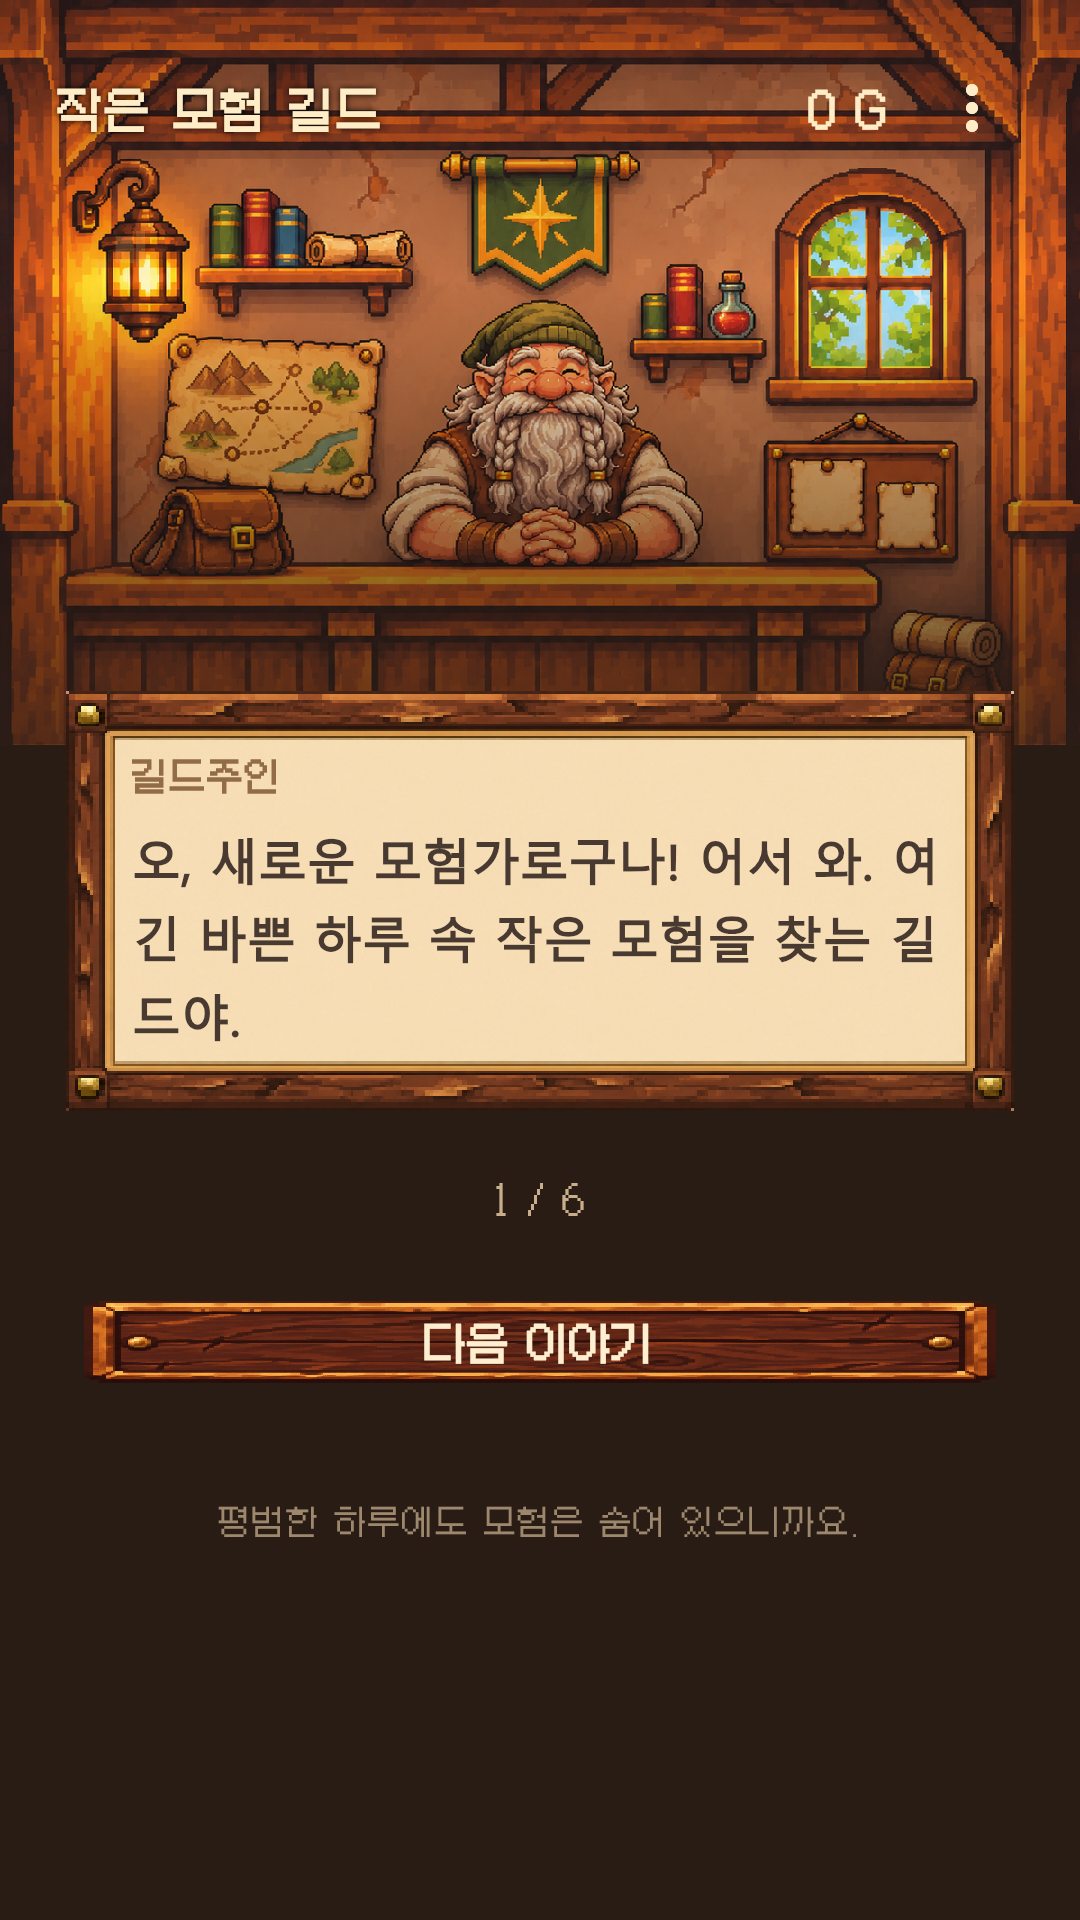 작은 모험 길드
0 G
길드주인
오, 새로운 모험가로구나! 어서 와. 여
긴 바쁜 하루 속 작은 모험을 찾는 길
드야.
1 / 6
다음 이야기
평범한 하루에도 모험은 숨어 있으니까요.